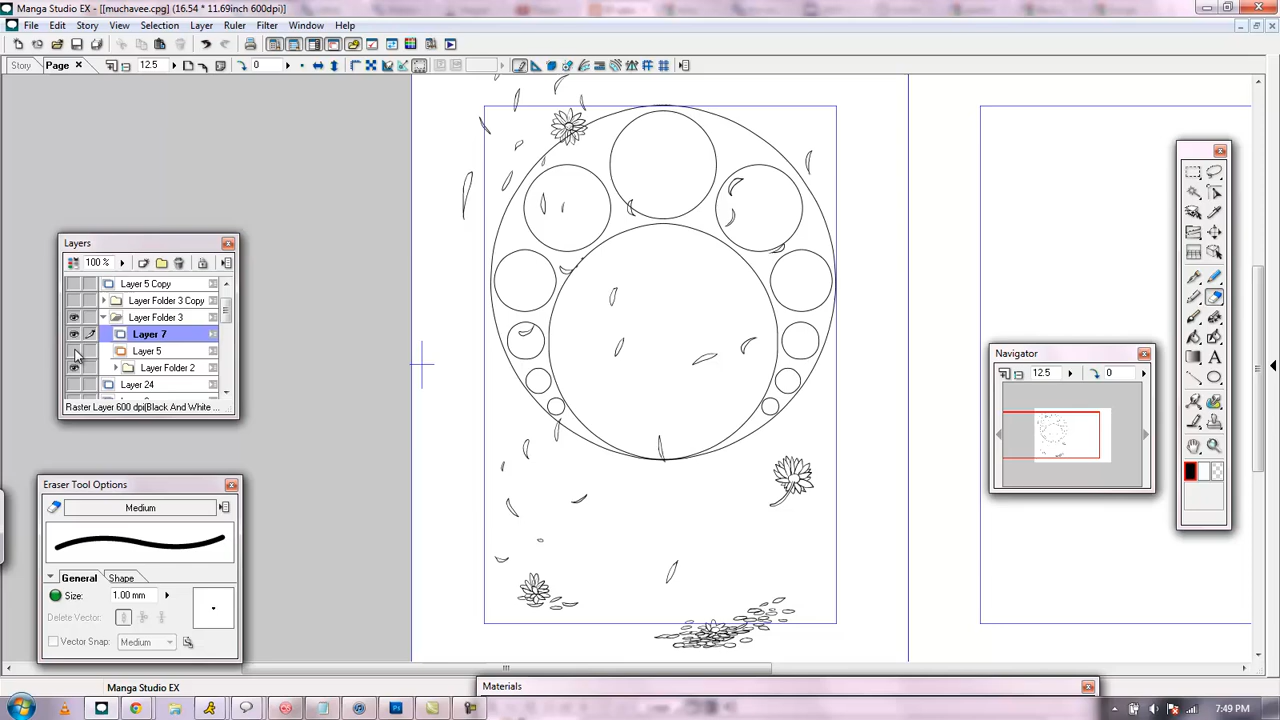 Manga Studio EX - [[muchavee.cpg] (16.54 * 11.69inch 600dpi)]
File Edit Story View Selection Layer Ruler Filter Window Help
Story Page 12.5 0
Layers
100 %
Layer 5 Copy
Layer Folder 3 Copy
Layer Folder 3
Layer 7
Layer 5
Layer Folder 2
Layer 24
Raster Layer 600 dpi(Black And White ...
Eraser Tool Options
Medium
General Shape
Size: 1.00 mm
Delete Vector:
Vector Snap: Medium
Navigator
12.5 0
Manga Studio EX
Materials
7:49 PM